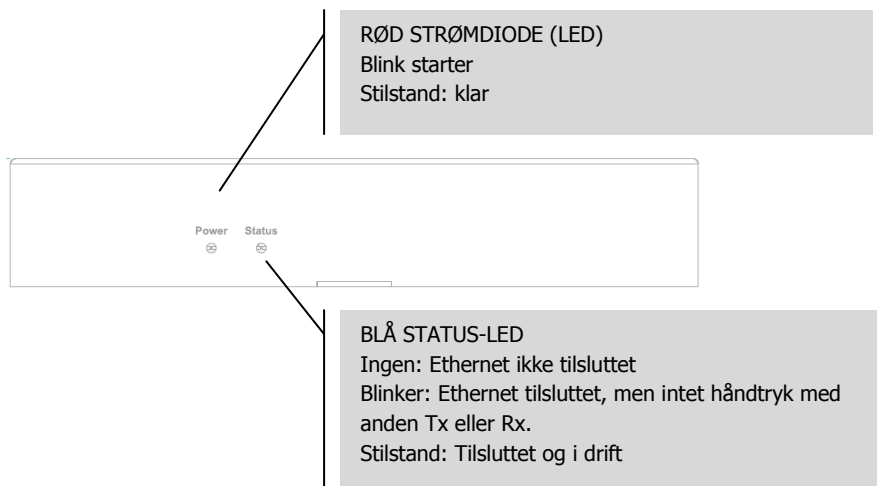 RØD STRØMDIODE (LED)
Blink starter
Stilstand: klar
Power Status
BLÅ STATUS-LED
Ingen: Ethernet ikke tilsluttet
Blinker: Ethernet tilsluttet, men intet håndtryk med
anden Tx eller Rx.
Stilstand: Tilsluttet og i drift